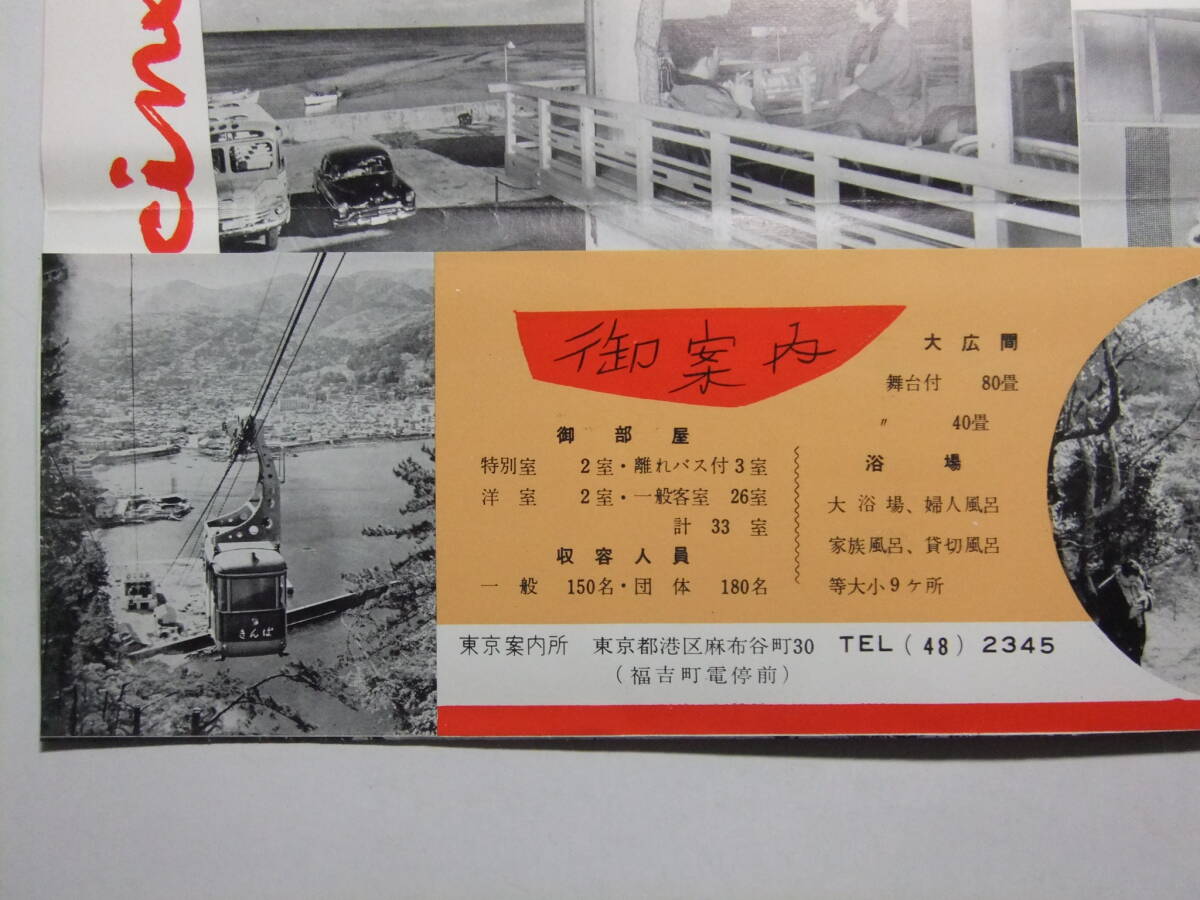 cine
御案内
御部屋
特別室 2室・離れバス付3室
洋室 2室・一般客室 26室
計 33 室
収容人員
一般 150名・団体 180名
大広間
舞台付 80畳
〃 40畳
浴場
大浴場、婦人風呂
家族風呂、貸切風呂
等大小9ヶ所
東京案内所 東京都港区麻布谷町30 TEL (48) 2345
(福吉町電停前)